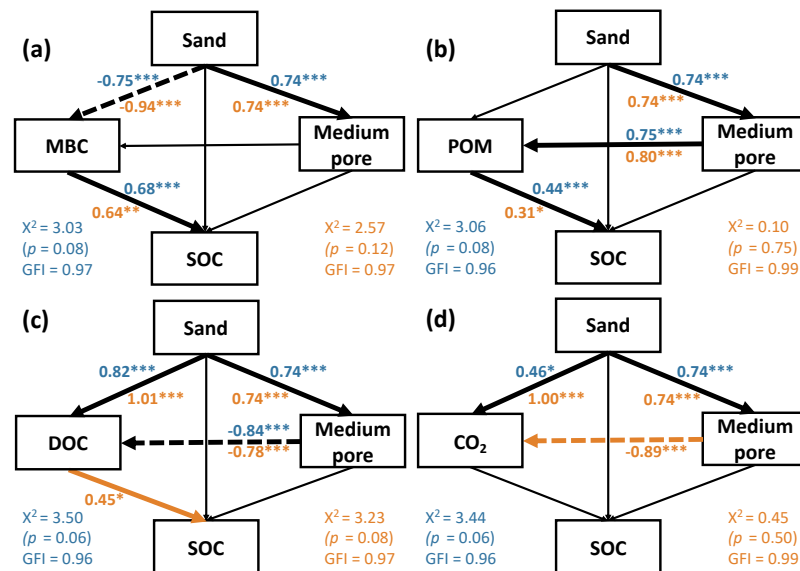 (a)
Sand
-0.75***
-0.94***
0.74***
0.74***
MBC
Medium
pore
0.68***
0.64**
SOC
X² = 3.03
(p = 0.08)
GFI = 0.97
X² = 2.57
(p = 0.12)
GFI = 0.97
(b)
Sand
0.74***
0.74***
POM
0.75***
0.80***
Medium
pore
0.44***
0.31*
SOC
X² = 3.06
(p = 0.08)
GFI = 0.96
X² = 0.10
(p = 0.75)
GFI = 0.99
(c)
Sand
0.82***
1.01***
0.74***
0.74***
DOC
-0.84***
-0.78***
Medium
pore
0.45*
SOC
X² = 3.50
(p = 0.06)
GFI = 0.96
X² = 3.23
(p = 0.08)
GFI = 0.97
(d)
Sand
0.46*
1.00***
0.74***
0.74***
CO₂
-0.89***
Medium
pore
SOC
X² = 3.44
(p = 0.06)
GFI = 0.96
X² = 0.45
(p = 0.50)
GFI = 0.99